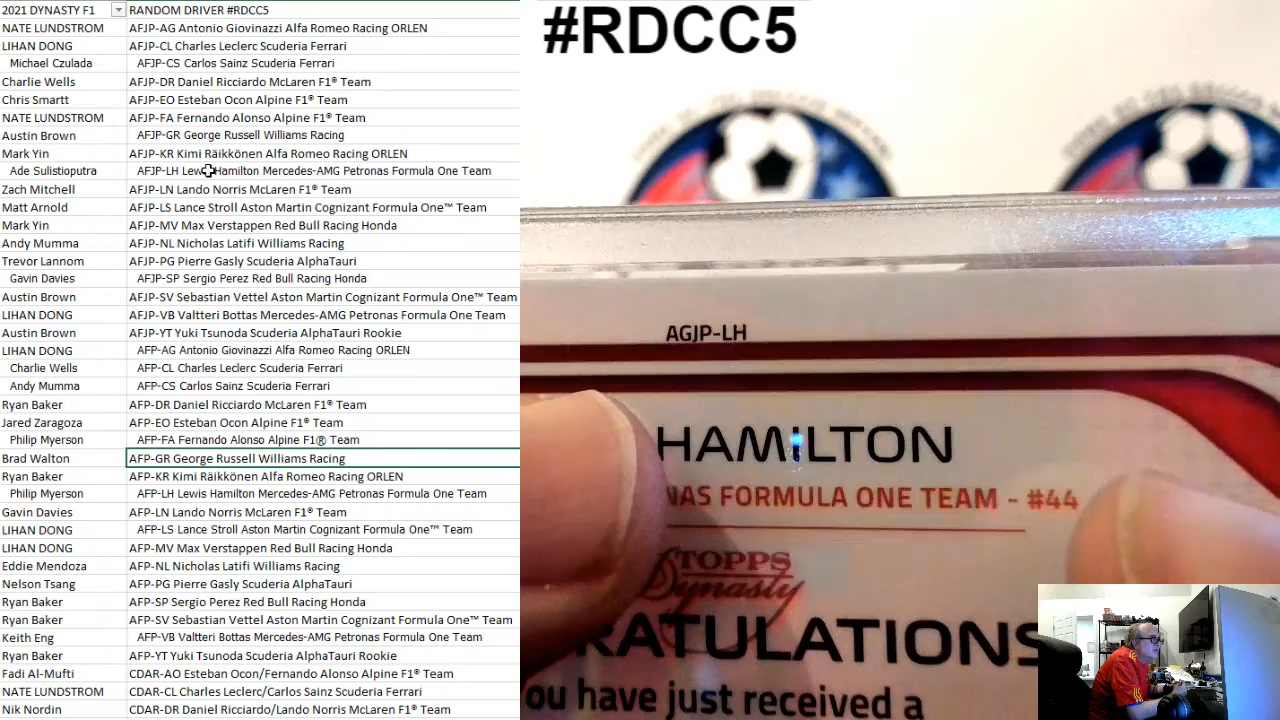 2021 DYNASTY F1 RANDOM DRIVER #RDCC5
NATE LUNDSTROM AFJP-AG Antonio Giovinazzi Alfa Romeo Racing ORLEN
LIHAN DONG AFJP-CL Charles Leclerc Scuderia Ferrari
Michael Czulada AFJP-CS Carlos Sainz Scuderia Ferrari
Charlie Wells AFJP-DR Daniel Ricciardo McLaren F1® Team
Chris Smartt AFJP-EO Esteban Ocon Alpine F1® Team
NATE LUNDSTROM AFJP-FA Fernando Alonso Alpine F1® Team
Austin Brown AFJP-GR George Russell Williams Racing
Mark Yin AFJP-KR Kimi Räikkönen Alfa Romeo Racing ORLEN
Ade Sulistioputra AFJP-LH Lewis Hamilton Mercedes-AMG Petronas Formula One Team
Zach Mitchell AFJP-LN Lando Norris McLaren F1® Team
Matt Arnold AFJP-LS Lance Stroll Aston Martin Cognizant Formula One™ Team
Mark Yin AFJP-MV Max Verstappen Red Bull Racing Honda
Andy Mumma AFJP-NL Nicholas Latifi Williams Racing
Trevor Lannom AFJP-PG Pierre Gasly Scuderia AlphaTauri
Gavin Davies AFJP-SP Sergio Perez Red Bull Racing Honda
Austin Brown AFJP-SV Sebastian Vettel Aston Martin Cognizant Formula One™ Team
LIHAN DONG AFJP-VB Valtteri Bottas Mercedes-AMG Petronas Formula One Team
Austin Brown AFJP-YT Yuki Tsunoda Scuderia AlphaTauri Rookie
LIHAN DONG AFP-AG Antonio Giovinazzi Alfa Romeo Racing ORLEN
Charlie Wells AFP-CL Charles Leclerc Scuderia Ferrari
Andy Mumma AFP-CS Carlos Sainz Scuderia Ferrari
Ryan Baker AFP-DR Daniel Ricciardo McLaren F1® Team
Jared Zaragoza AFP-EO Esteban Ocon Alpine F1® Team
Philip Myerson AFP-FA Fernando Alonso Alpine F1® Team
Brad Walton AFP-GR George Russell Williams Racing
Ryan Baker AFP-KR Kimi Räikkönen Alfa Romeo Racing ORLEN
Philip Myerson AFP-LH Lewis Hamilton Mercedes-AMG Petronas Formula One Team
Gavin Davies AFP-LN Lando Norris McLaren F1® Team
LIHAN DONG AFP-LS Lance Stroll Aston Martin Cognizant Formula One™ Team
LIHAN DONG AFP-MV Max Verstappen Red Bull Racing Honda
Eddie Mendoza AFP-NL Nicholas Latifi Williams Racing
Nelson Tsang AFP-PG Pierre Gasly Scuderia AlphaTauri
Ryan Baker AFP-SP Sergio Perez Red Bull Racing Honda
Ryan Baker AFP-SV Sebastian Vettel Aston Martin Cognizant Formula One™ Team
Keith Eng AFP-VB Valtteri Bottas Mercedes-AMG Petronas Formula One Team
Ryan Baker AFP-YT Yuki Tsunoda Scuderia AlphaTauri Rookie
Fadi Al-Mufti CDAR-AO Esteban Ocon/Fernando Alonso Alpine F1® Team
NATE LUNDSTROM CDAR-CL Charles Leclerc/Carlos Sainz Scuderia Ferrari
Nik Nordin CDAR-DR Daniel Ricciardo/Lando Norris McLaren F1® Team
#RDCC5
AGJP-LH
HAMILTON
NAS FORMULA ONE TEAM - #44
TOPPS
Dynasty
RATULATIONS
ou have just received a